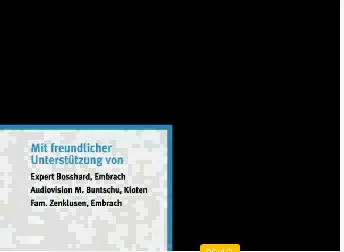 Mit freundlicher
Unterstützung von
Expert Bosshard, Embrach
Audiovision M. Buntschu, Kloten
Fam. Zenklusen, Embrach